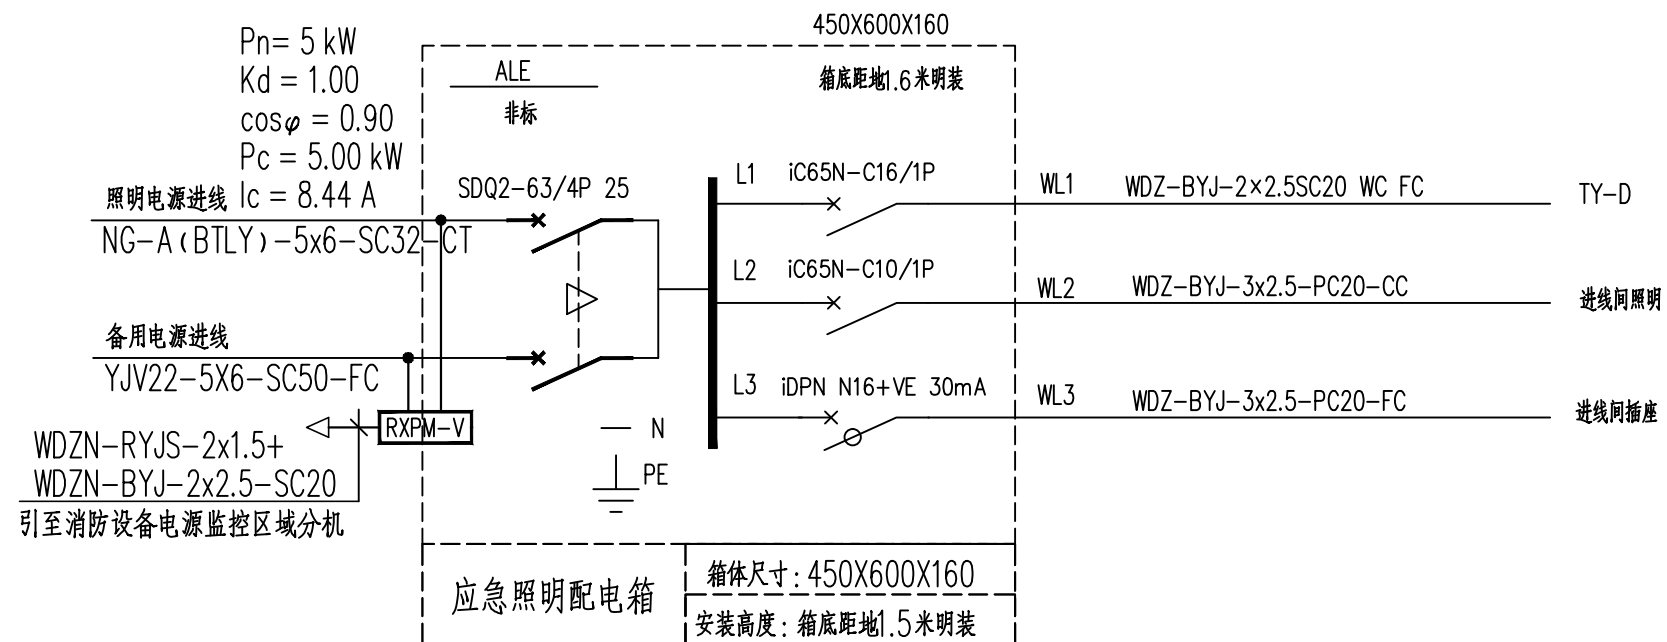 450X600X160
Pn= 5 kW
Kd = 1.00
cosφ = 0.90
Pc = 5.00 kW
Ic = 8.44 A
ALE
非标
箱底距地1.6米明装
照明电源进线
NG-A(BTLY)-5x6-SC32-CT
SDQ2-63/4P 25
L1
iC65N-C16/1P
WL1
WDZ-BYJ-2×2.5SC20 WC FC
TY-D
L2
iC65N-C10/1P
WL2
WDZ-BYJ-3x2.5-PC20-CC
进线间照明
备用电源进线
YJV22-5X6-SC50-FC
L3
iDPN N16+VE 30mA
WL3
WDZ-BYJ-3x2.5-PC20-FC
进线间插座
RXPM-V
N
PE
WDZN-RYJS-2x1.5+
WDZN-BYJ-2x2.5-SC20
引至消防设备电源监控区域分机
应急照明配电箱
箱体尺寸：450X600X160
安装高度：箱底距地1.5米明装